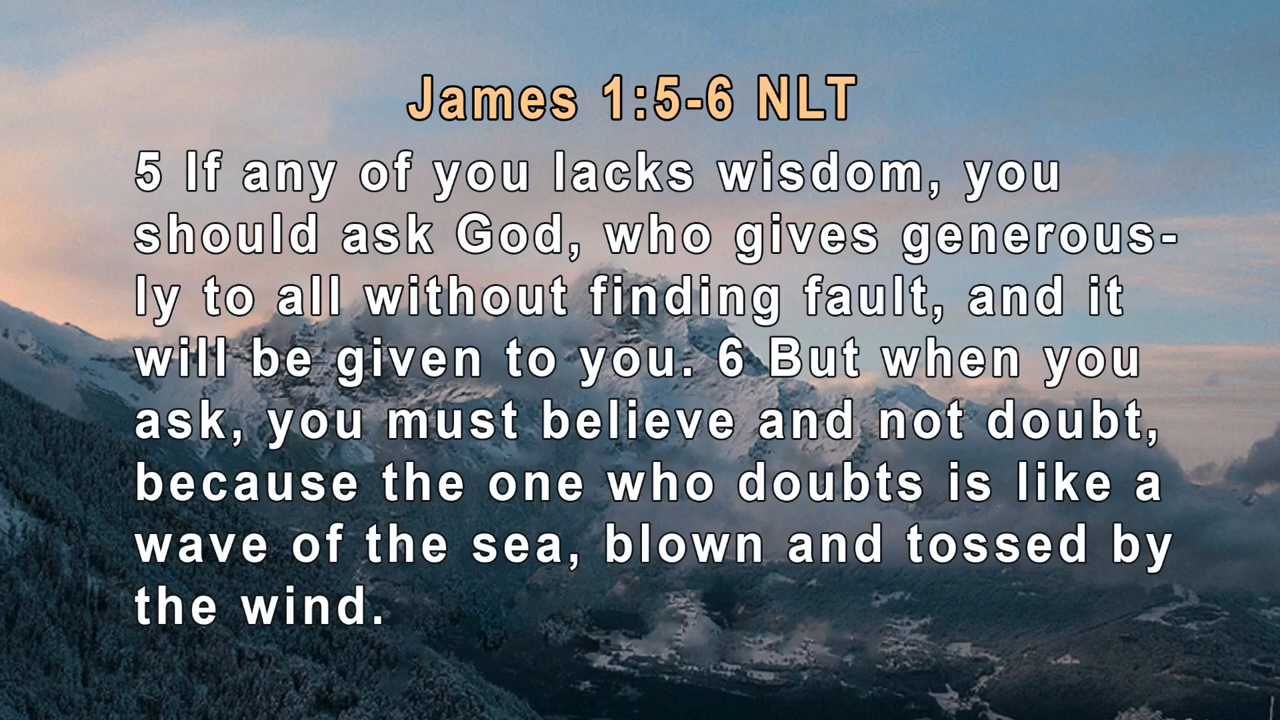 James 1:5-6 NLT
5 If any of you lacks wisdom, you
should ask God, who gives generous-
ly to all without finding fault, and it
will be given to you. 6 But when you
ask, you must believe and not doubt,
because the one who doubts is like a
wave of the sea, blown and tossed by
the wind.